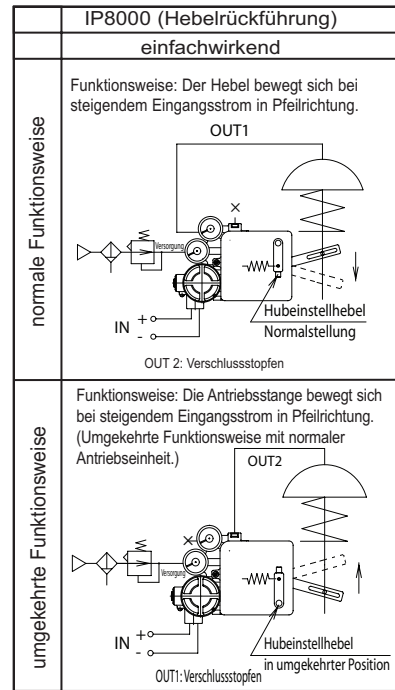 IP8000 (Hebelrückführung)
einfachwirkend
normale Funktionsweise
Funktionsweise: Der Hebel bewegt sich bei
steigendem Eingangsstrom in Pfeilrichtung.
OUT1
Versorgung
IN + -
Hubeinstellhebel
Normalstellung
OUT 2: Verschlussstopfen
umgekehrte Funktionsweise
Funktionsweise: Die Antriebsstange bewegt sich
bei steigendem Eingangsstrom in Pfeilrichtung.
(Umgekehrte Funktionsweise mit normaler
Antriebseinheit.)
OUT2
Versorgung
IN + -
Hubeinstellhebel
in umgekehrter Position
OUT1: Verschlussstopfen